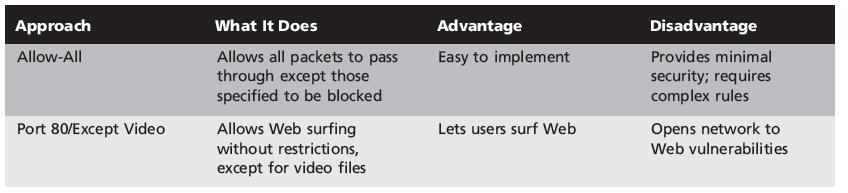 Approach What It Does Advantage Disadvantage
Allow-All Allows all packets to pass Easy to implement Provides minimal
through except those security; requires
specified to be blocked complex rules
Port 80/Except Video Allows Web surfing Lets users surf Web Opens network to
without restrictions, Web vulnerabilities
except for video files